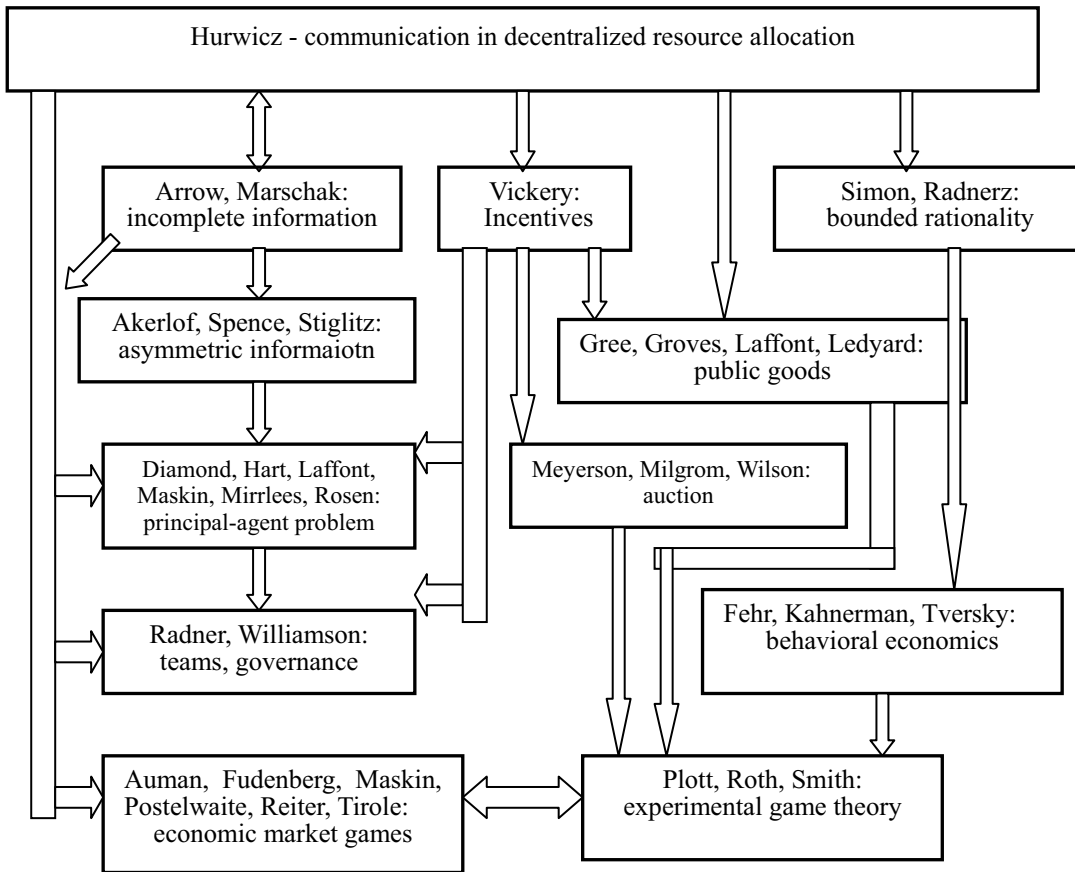 Hurwicz - communication in decentralized resource allocation
Arrow, Marschak:
incomplete information
Vickery:
Incentives
Simon, Radnerz:
bounded rationality
Akerlof, Spence, Stiglitz:
asymmetric informaiotn
Gree, Groves, Laffont, Ledyard:
public goods
Diamond, Hart, Laffont,
Maskin, Mirrlees, Rosen:
principal-agent problem
Meyerson, Milgrom, Wilson:
auction
Radner, Williamson:
teams, governance
Fehr, Kahnerman, Tversky:
behavioral economics
Auman, Fudenberg, Maskin,
Postelwaite, Reiter, Tirole:
economic market games
Plott, Roth, Smith:
experimental game theory